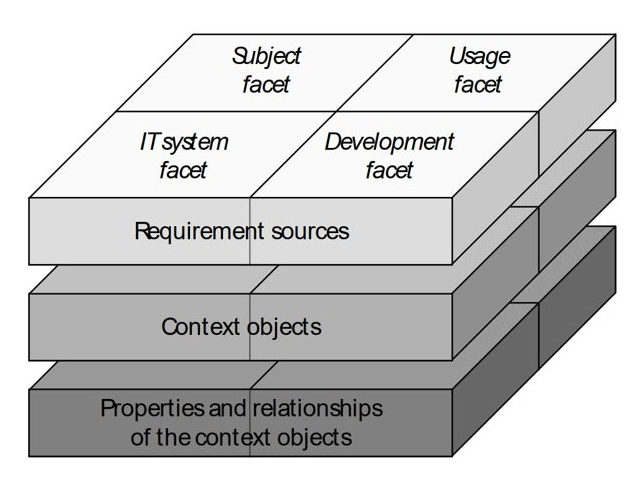 Subject
facet
Usage
facet
IT system
facet
Development
facet
Requirement sources
Context objects
Properties and relationships
of the context objects